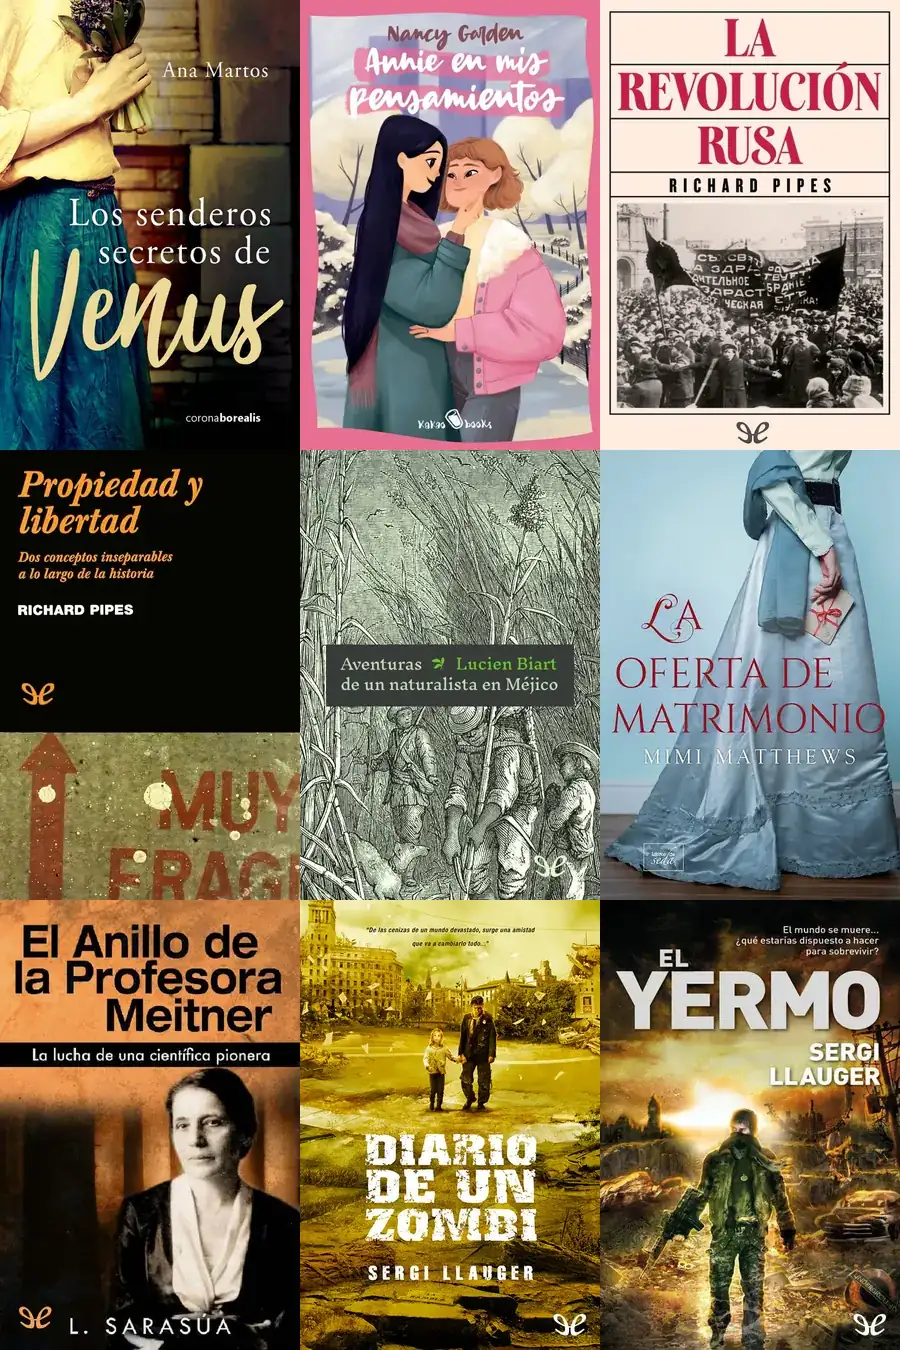 Ana Martos
Los senderos
secretos de
Venus
coronaborealis
Nancy Garden
Annie en mis
pensamientos
Kakao books
LA
REVOLUCIÓN
RUSA
RICHARD PIPES
Propiedad y
libertad
Dos conceptos inseparables
a lo largo de la historia
RICHARD PIPES
MUY
FRAGI
Aventuras Lucien Biart
de un naturalista en Méjico
LA
OFERTA DE
MATRIMONIO
MIMI MATTHEWS
seda
El Anillo de
la Profesora
Meitner
La lucha de una científica pionera
L. SARASÚA
"De las cenizas de un mundo devastado, surge una amistad
que va a cambiarlo todo..."
DIARIO
DE UN
ZOMBI
SERGI LLAUGER
El mundo se muere...
¿qué estarías dispuesto a hacer
para sobrevivir?
EL
YERMO
SERGI
LLAUGER